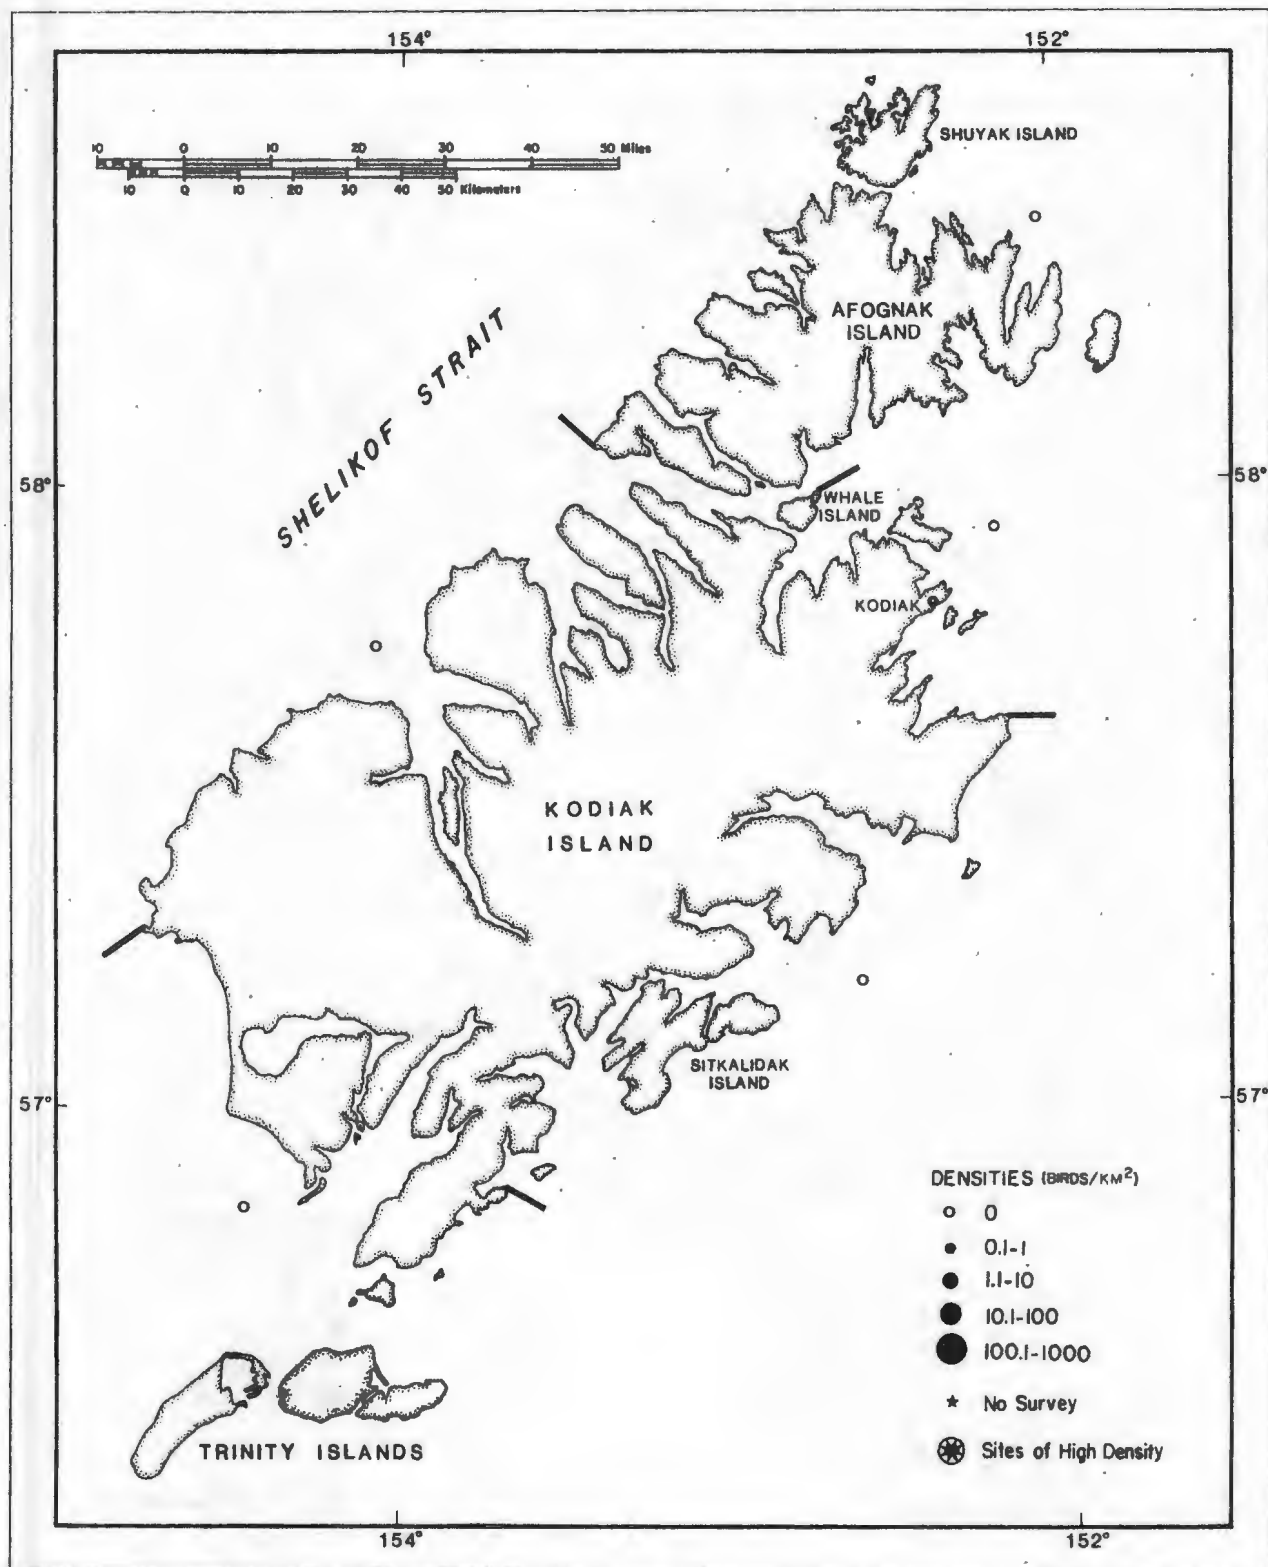 154° 152°
10 0 10 20 30 40 50 Miles
10 0 10 20 30 40 50 Kilometers
SHUYAK ISLAND
AFOGNAK
ISLAND
SHELIKOF STRAIT
58° 58°
WHALE
ISLAND
KODIAK
KODIAK
ISLAND
SITKALIDAK
ISLAND
57° 57°
DENSITIES (BIRDS/KM²)
0
0.1-1
1.1-10
10.1-100
100.1-1000
No Survey
Sites of High Density
TRINITY ISLANDS
154° 152°